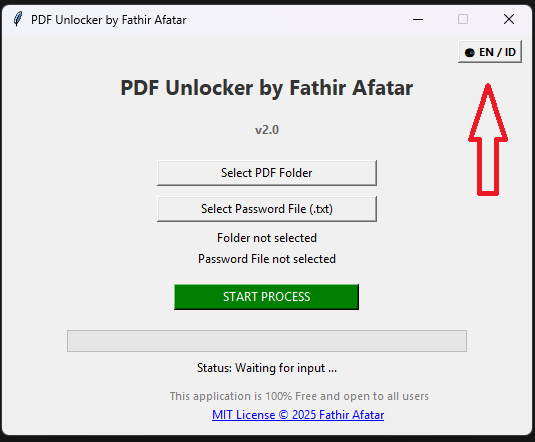 PDF Unlocker by Fathir Afatar
EN / ID
PDF Unlocker by Fathir Afatar
v2.0
Select PDF Folder
Select Password File (.txt)
Folder not selected
Password File not selected
START PROCESS
Status: Waiting for input ...
This application is 100% Free and open to all users
MIT License © 2025 Fathir Afatar